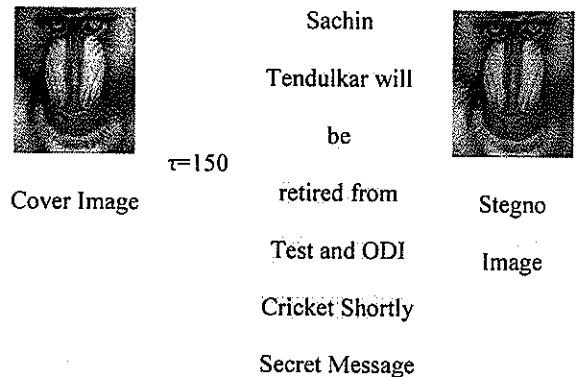 Cover Image
τ=150
Sachin
Tendulkar will
be
retired from
Test and ODI
Cricket Shortly
Secret Message
Stegno
Image